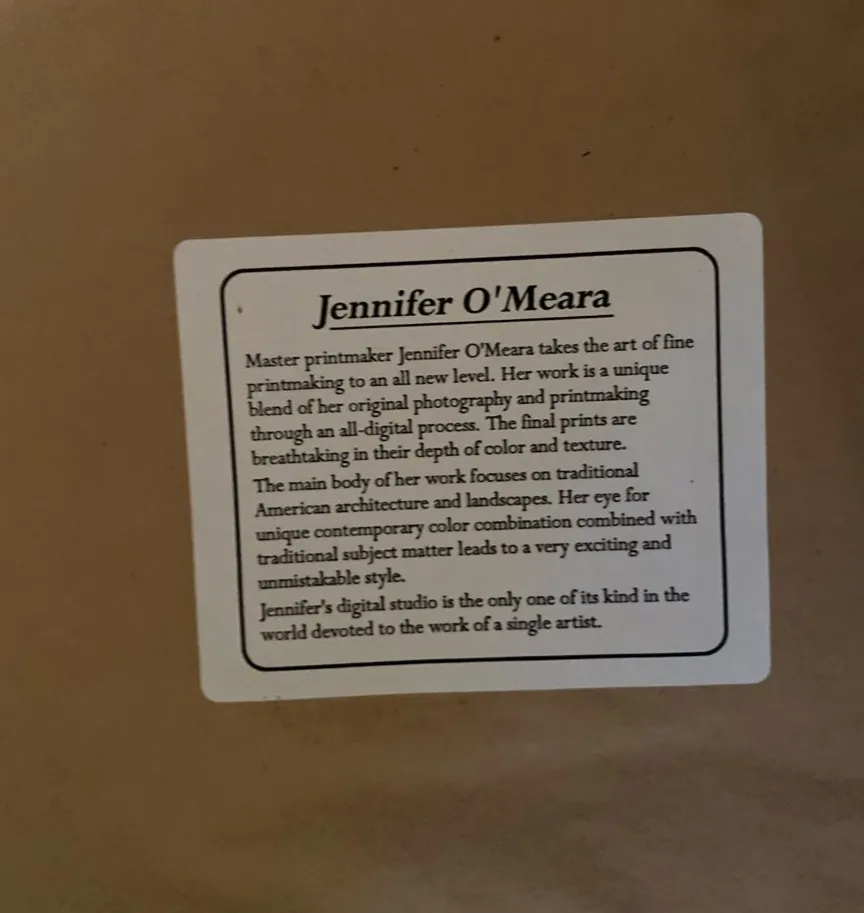 Jennifer O'Meara
Master printmaker Jennifer O'Meara takes the art of fine
printmaking to an all new level. Her work is a unique
blend of her original photography and printmaking
through an all-digital process. The final prints are
breathtaking in their depth of color and texture.
The main body of her work focuses on traditional
American architecture and landscapes. Her eye for
unique contemporary color combination combined with
traditional subject matter leads to a very exciting and
unmistakable style.
Jennifer's digital studio is the only one of its kind in the
world devoted to the work of a single artist.